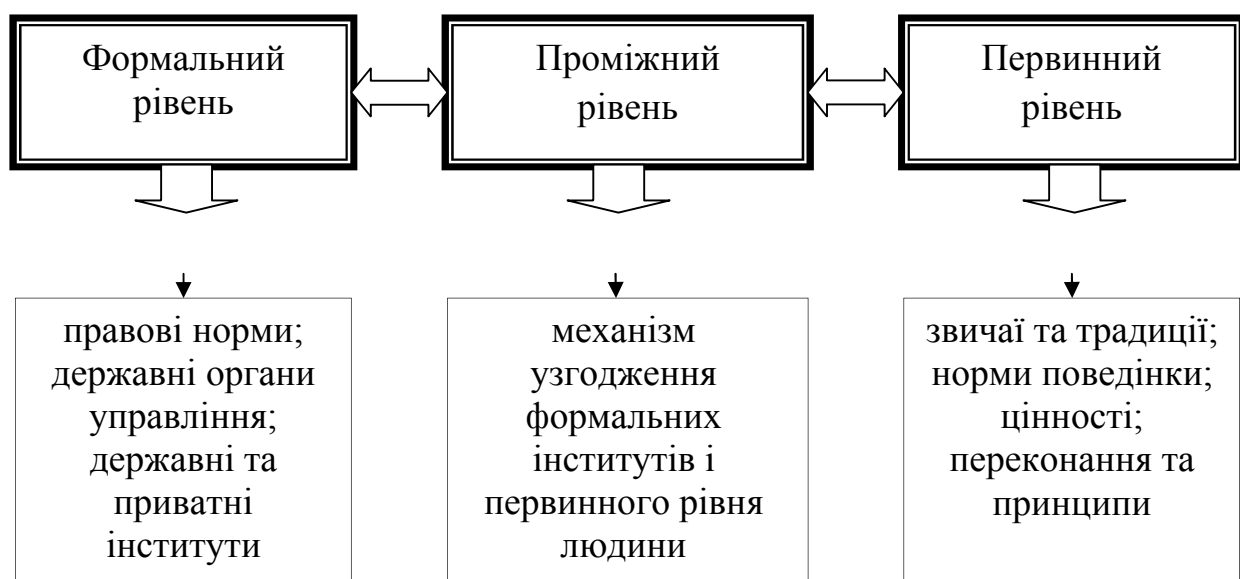 Формальний
рівень
Проміжний
рівень
Первинний
рівень
правові норми;
державні органи
управління;
державні та
приватні
інститути
механізм
узгодження
формальних
інститутів і
первинного рівня
людини
звичаї та традиції;
норми поведінки;
цінності;
переконання та
принципи